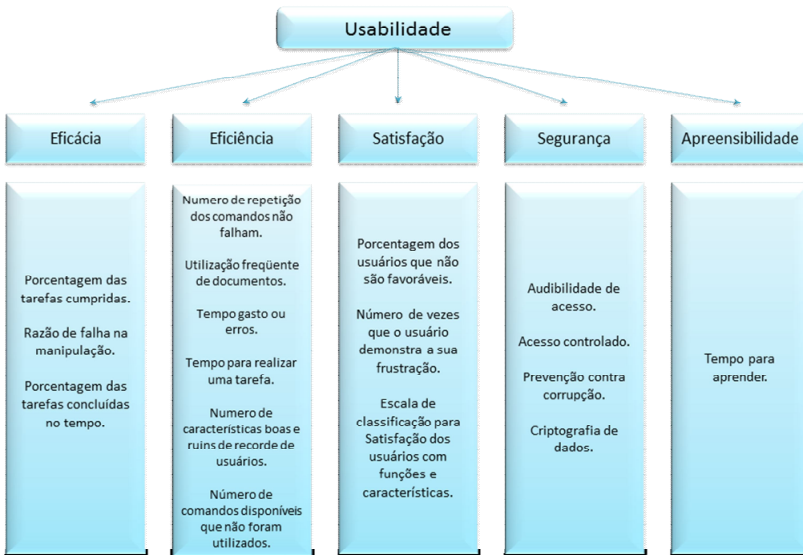 Usabilidade
Eficácia
Eficiência
Satisfação
Segurança
Apreensibilidade
Porcentagem das
tarefas cumpridas.
Razão de falha na
manipulação.
Porcentagem das
tarefas concluídas
no tempo.
Numero de repetição
dos comandos não
falham.
Utilização freqüente
de documentos.
Tempo gasto ou
erros.
Tempo para realizar
uma tarefa.
Numero de
características boas e
ruins de recorde de
usuários.
Número de
comandos disponíveis
que não foram
utilizados.
Porcentagem dos
usuários que não
são favoráveis.
Número de vezes
que o usuário
demonstra a sua
frustração.
Escala de
classificação para
Satisfação dos
usuários com
funções e
características.
Audibilidade de
acesso.
Acesso controlado.
Prevenção contra
corrupção.
Criptografia de
dados.
Tempo para
aprender.